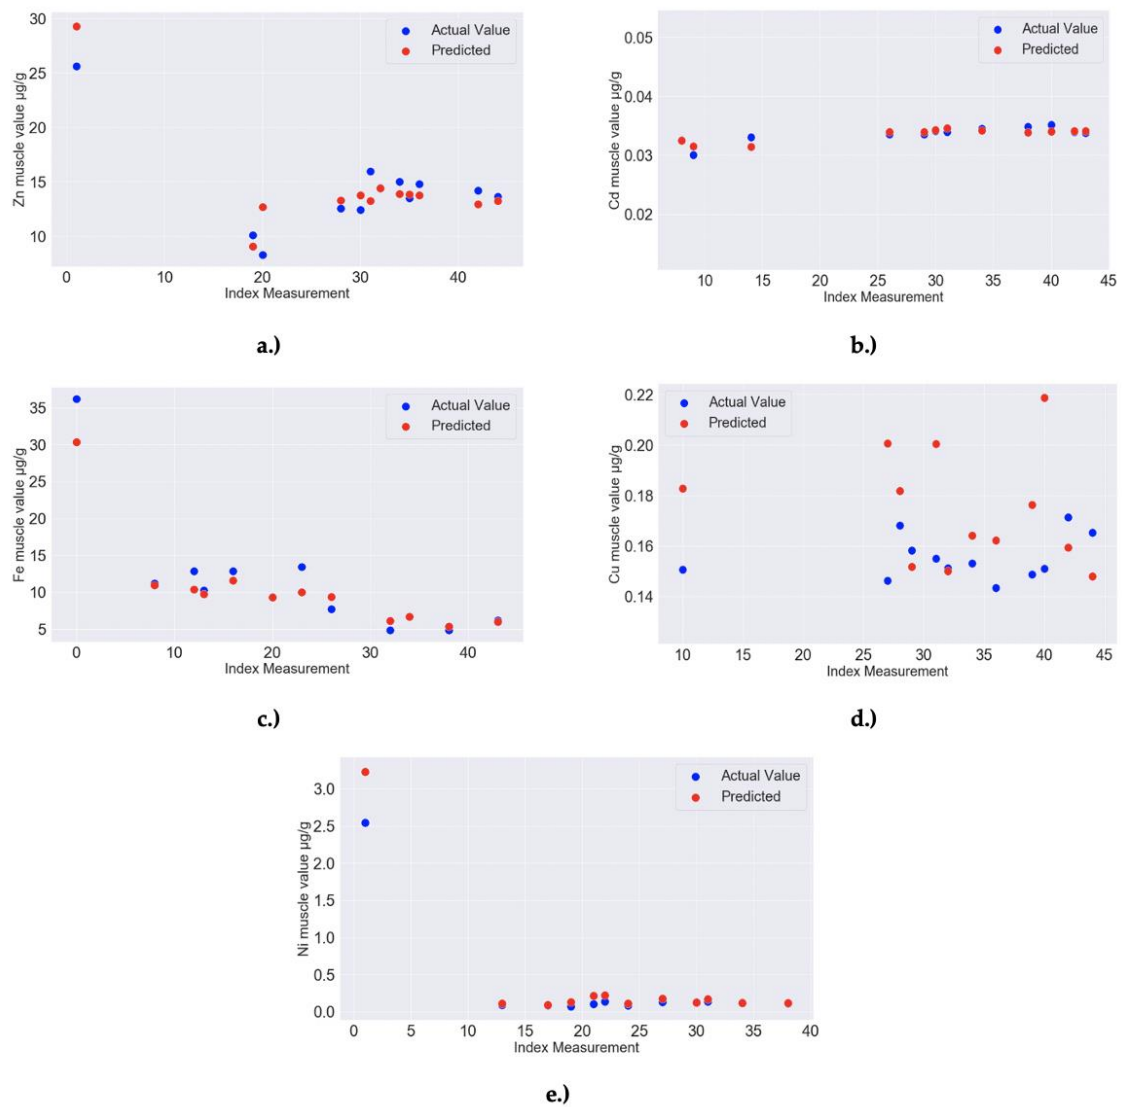 30
25
20
15
10
Zn muscle value µg/g
Actual Value
Predicted
0 10 20 30 40
Index Measurement
a.)
0.05
0.04
0.03
0.02
Cd muscle value µg/g
Actual Value
Predicted
10 15 20 25 30 35 40 45
Index Measurement
b.)
35
30
25
20
15
10
5
Fe muscle value µg/g
Actual Value
Predicted
0 10 20 30 40
Index Measurement
c.)
0.22
0.20
0.18
0.16
0.14
Cu muscle value µg/g
Actual Value
Predicted
10 15 20 25 30 35 40 45
Index Measurement
d.)
3.0
2.5
2.0
1.5
1.0
0.5
0.0
Ni muscle value µg/g
Actual Value
Predicted
0 5 10 15 20 25 30 35 40
Index Measurement
e.)